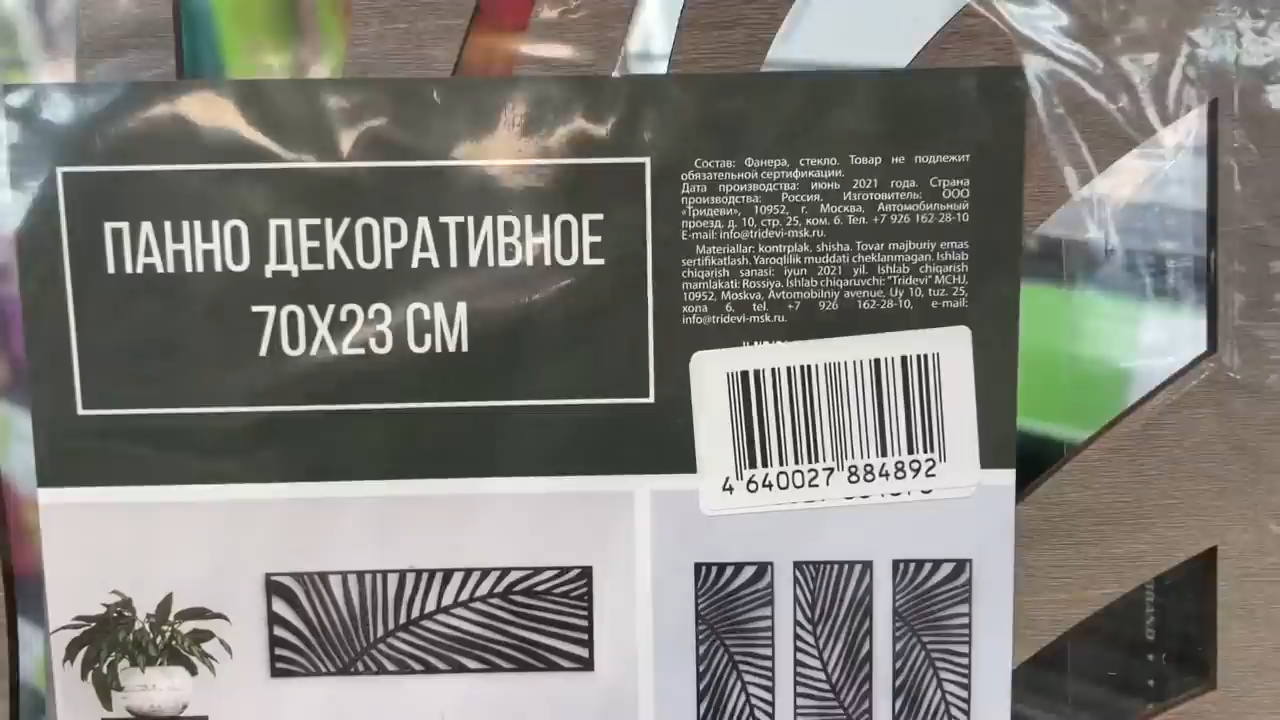 ПАННО ДЕКОРАТИВНОЕ
70X23 СМ
Состав: Фанера, стекло. Товар не подлежит
обязательной сертификации.
Дата производства: июнь 2021 года. Страна
производства: Россия. Изготовитель: ООО
«Тридеви», 10952, г. Москва, Автомобильный
проезд, д. 10, стр. 25, ком. 6. Тел. +7 926 162-28-10
E-mail: info@tridevi-msk.ru.
Materiallar: kontrplak, shisha. Tovar majburiy emas
sertifikatlash. Yaroqlilik muddati cheklanmagan. Ishlab
chiqarish sanasi: iyun 2021 yil. Ishlab chiqarish
mamlakati: Rossiya. Ishlab chiqaruvchi: "Tridevi" MCHJ,
10952, Moskva, Avtomobilniy avenue, Uy 10, tuz. 25,
xona 6, tel. +7 926 162-28-10, e-mail:
info@tridevi-msk.ru.
4 640027 884892